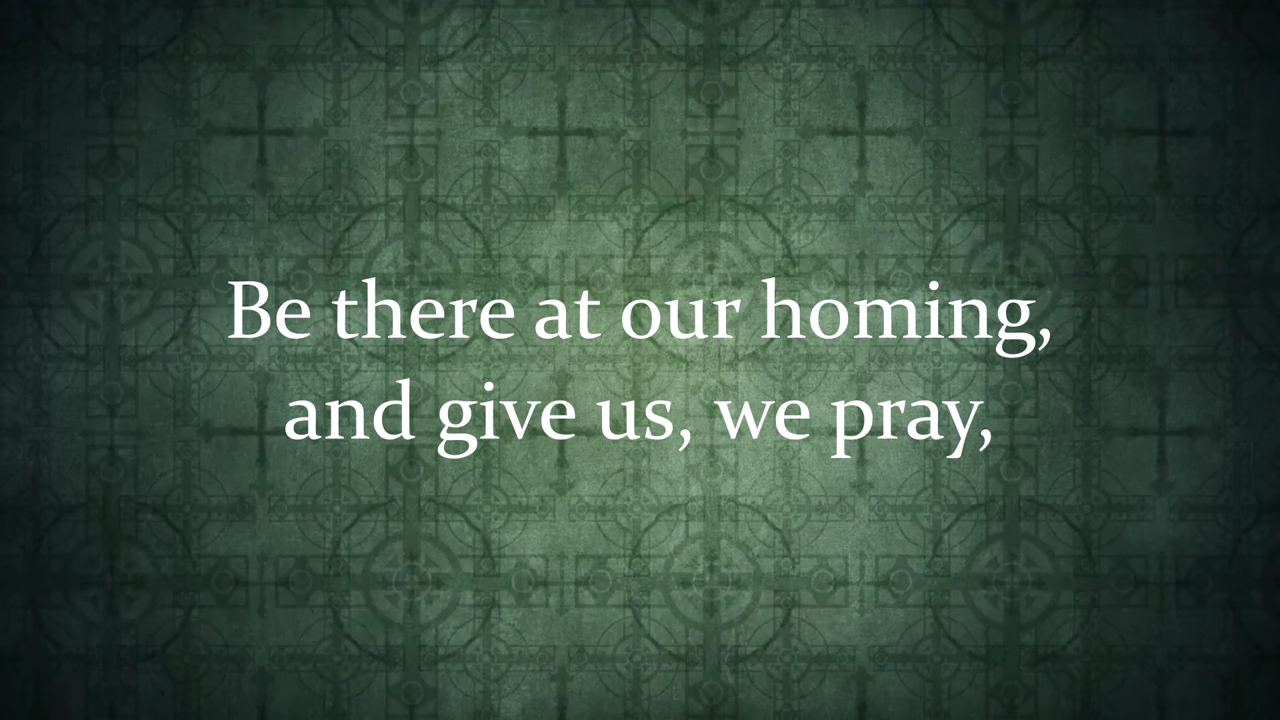 Be there at our homing,
and give us, we pray,